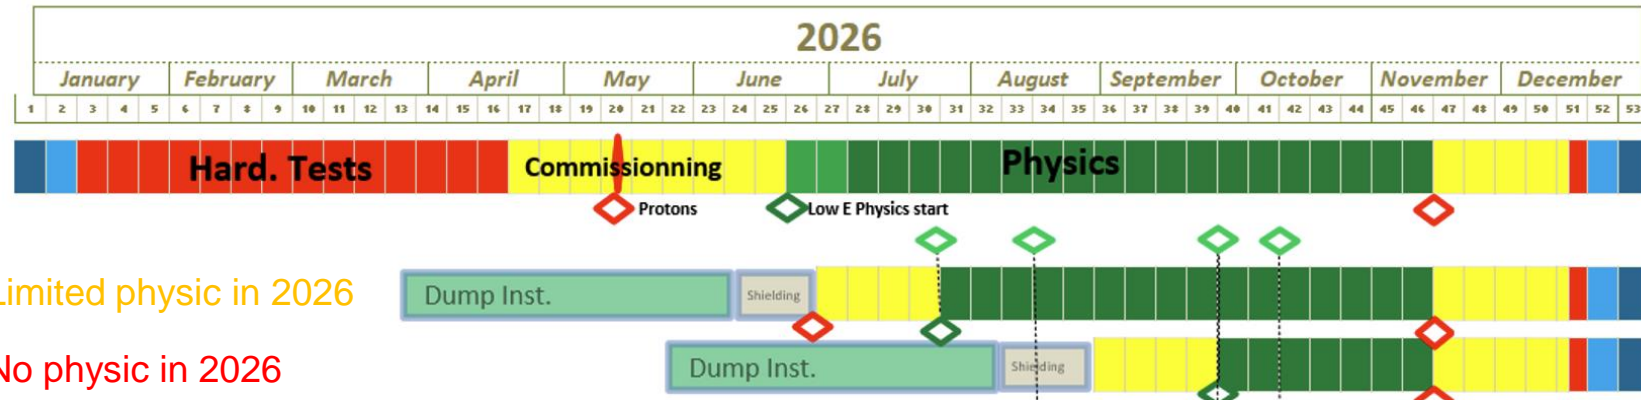 2026
January February March April May June July August September October November December
1 2 3 4 5 6 7 8 9 10 11 12 13 14 15 16 17 18 19 20 21 22 23 24 25 26 27 28 29 30 31 32 33 34 35 36 37 38 39 40 41 42 43 44 45 46 47 48 49 50 51 52 53
Hard. Tests Commissionning Physics
Protons Low E Physics start
Limited physic in 2026 Dump Inst. Shielding
No physic in 2026 Dump Inst. Shielding